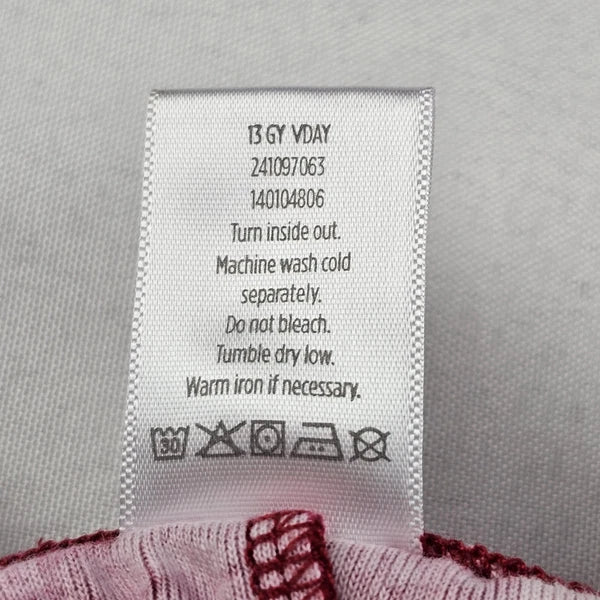 13 GY VDAY
241097063
140104806
Turn inside out.
Machine wash cold
separately.
Do not bleach.
Tumble dry low.
Warm iron if necessary.
30